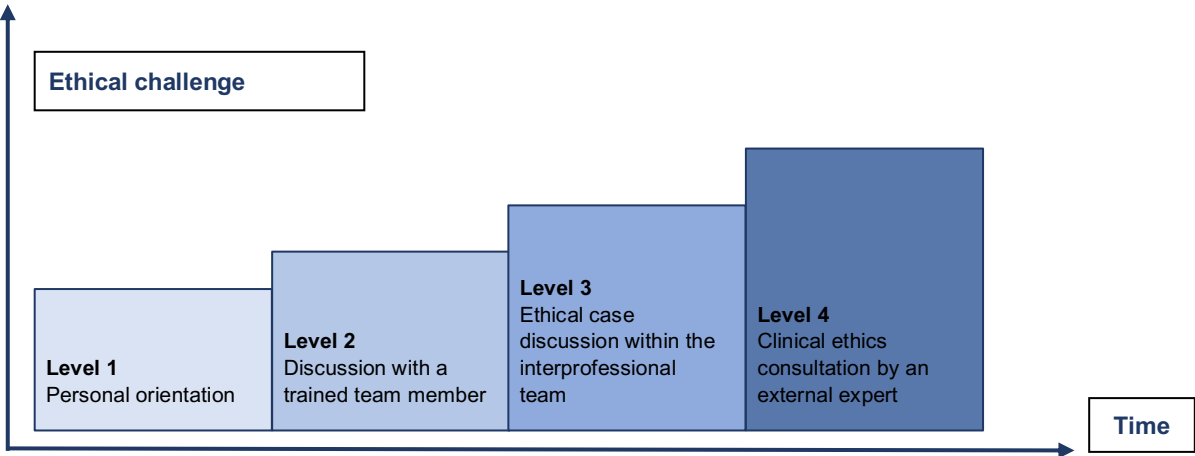 Ethical challenge
Level 1
Personal orientation
Level 2
Discussion with a
trained team member
Level 3
Ethical case
discussion within the
interprofessional
team
Level 4
Clinical ethics
consultation by an
external expert
Time